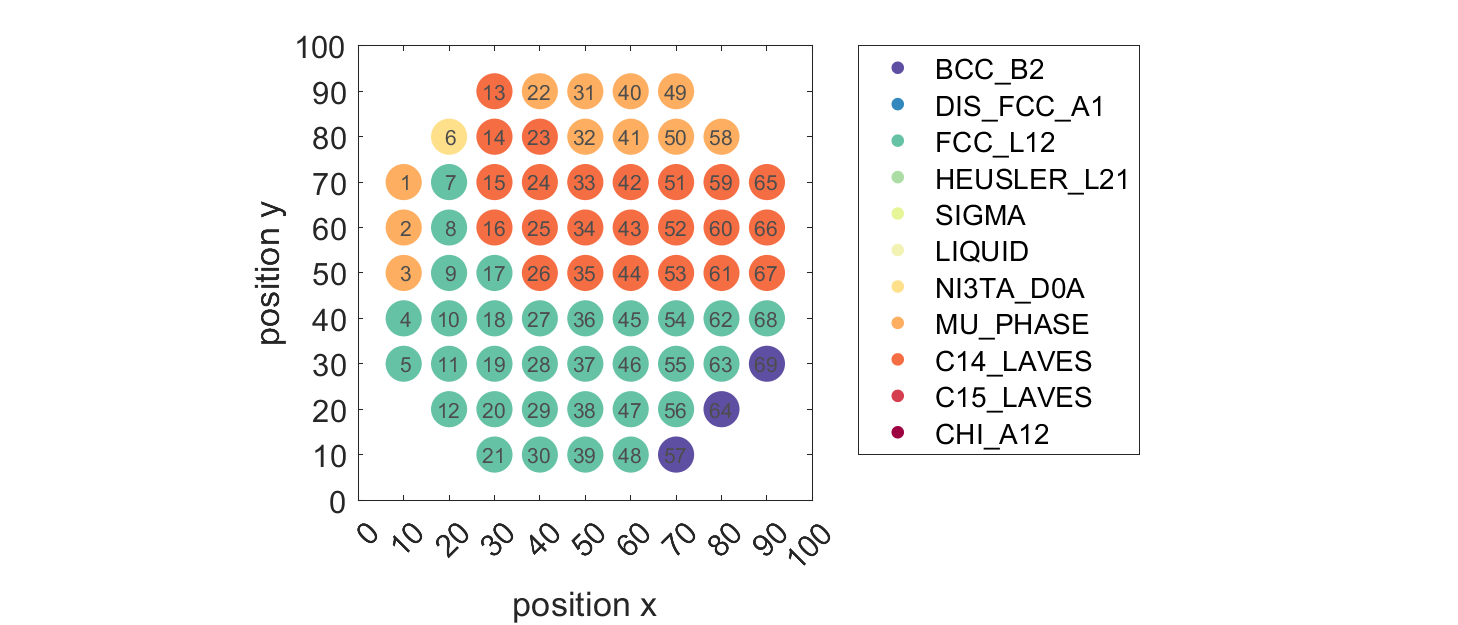 100
90
80
70
60
50
40
30
20
10
0
position y
13 22 31 40 49
6 14 23 32 41 50 58
1 7 15 24 33 42 51 59 65
2 8 16 25 34 43 52 60 66
3 9 17 26 35 44 53 61 67
4 10 18 27 36 45 54 62 68
5 11 19 28 37 46 55 63 69
12 20 29 38 47 56 64
21 30 39 48 57
0 10 20 30 40 50 60 70 80 90 100
position x
BCC_B2
DIS_FCC_A1
FCC_L12
HEUSLER_L21
SIGMA
LIQUID
NI3TA_D0A
MU_PHASE
C14_LAVES
C15_LAVES
CHI_A12